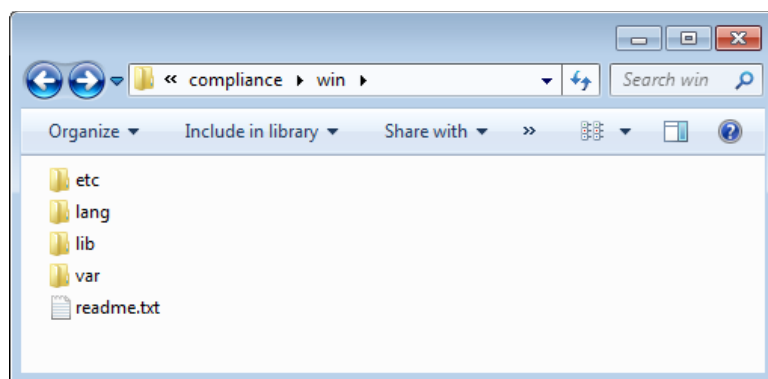 « compliance win
Search win
Organize Include in library Share with »
etc
lang
lib
var
readme.txt